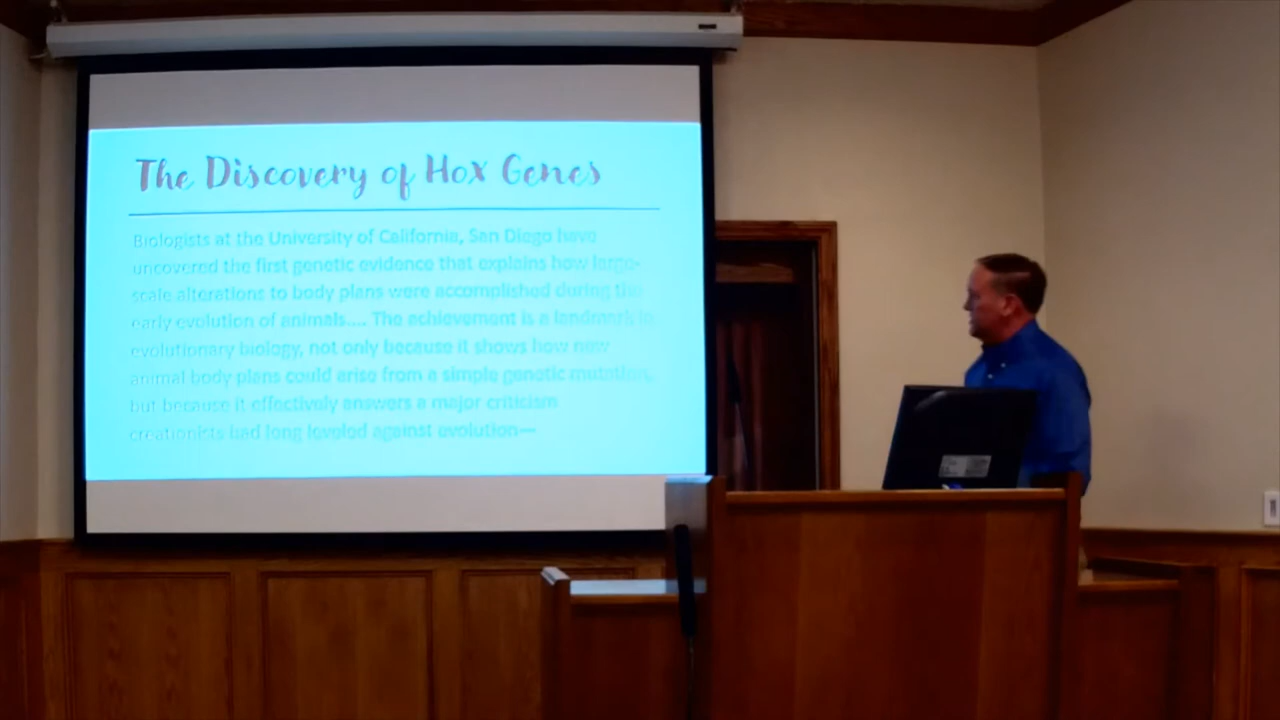 The Discovery of Hox Genes
Biologists at the University of California, San Diego have
uncovered the first genetic evidence that explains how large-
scale alterations to body plans were accomplished during the
early evolution of animals.... The achievement is a landmark in
evolutionary biology, not only because it shows how new
animal body plans could arise from a simple genetic mutation,
but because it effectively answers a major criticism
creationists had long leveled against evolution—